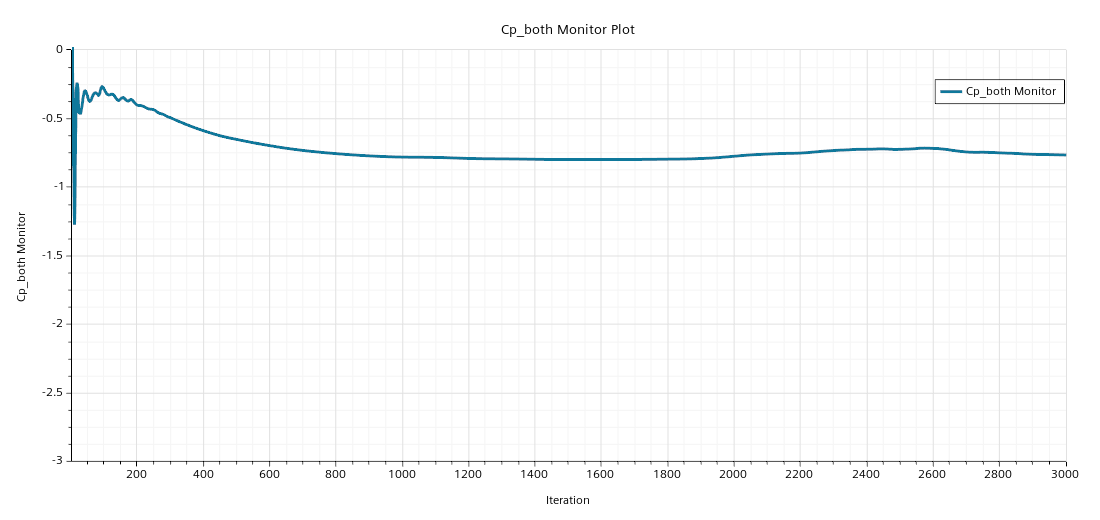 Cp_both Monitor Plot
Cp_both Monitor
0
-0.5
-1
-1.5
-2
-2.5
-3
Cp_both Monitor
200 400 600 800 1000 1200 1400 1600 1800 2000 2200 2400 2600 2800 3000
Iteration